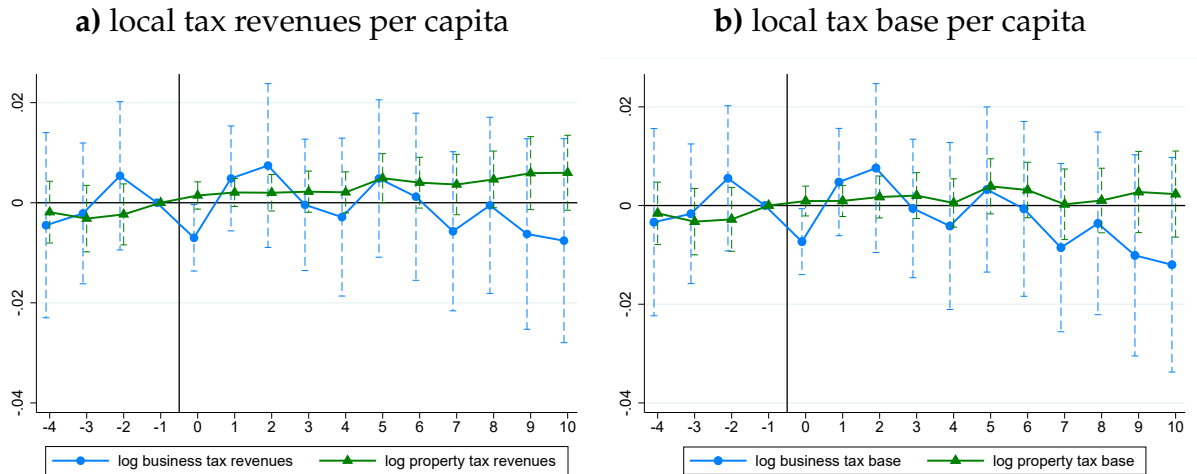 a) local tax revenues per capita
.02
0
-.02
-.04
-4 -3 -2 -1 0 1 2 3 4 5 6 7 8 9 10
log business tax revenues log property tax revenues
b) local tax base per capita
.02
0
-.02
-.04
-4 -3 -2 -1 0 1 2 3 4 5 6 7 8 9 10
log business tax base log property tax base